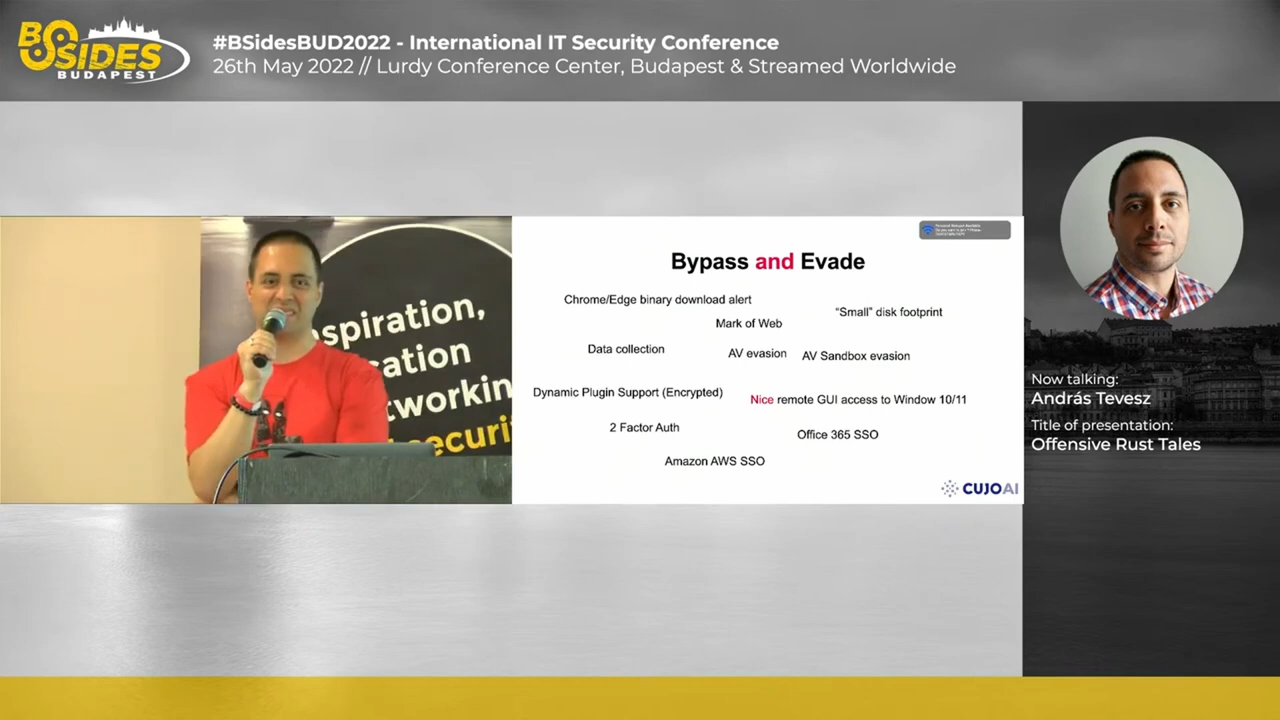 BSIDES
BUDAPEST
#BSidesBUD2022 - International IT Security Conference
26th May 2022 // Lurdy Conference Center, Budapest & Streamed Worldwide
spiration,
cation
tworkin
securi
Bypass and Evade
Chrome/Edge binary download alert
"Small" disk footprint
Mark of Web
Data collection
AV evasion
AV Sandbox evasion
Dynamic Plugin Support (Encrypted)
Nice remote GUI access to Window 10/11
2 Factor Auth
Office 365 SSO
Amazon AWS SSO
CUJOAI
Now talking:
András Tevesz
Title of presentation:
Offensive Rust Tales